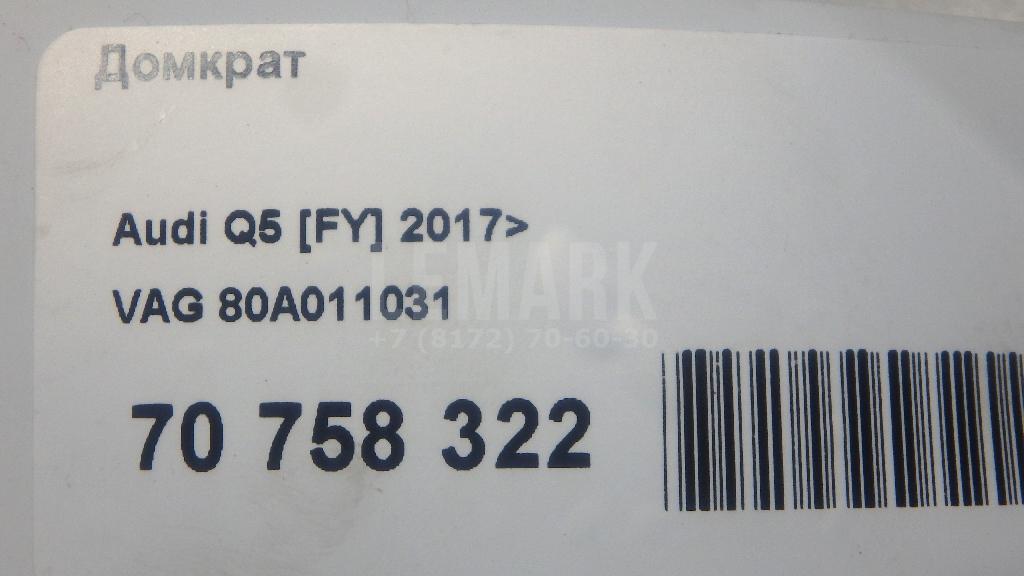 Домкрат
Audi Q5 [FY] 2017>
VAG 80A011031
LEMARK
+7 (8172) 70-60-30
70 758 322